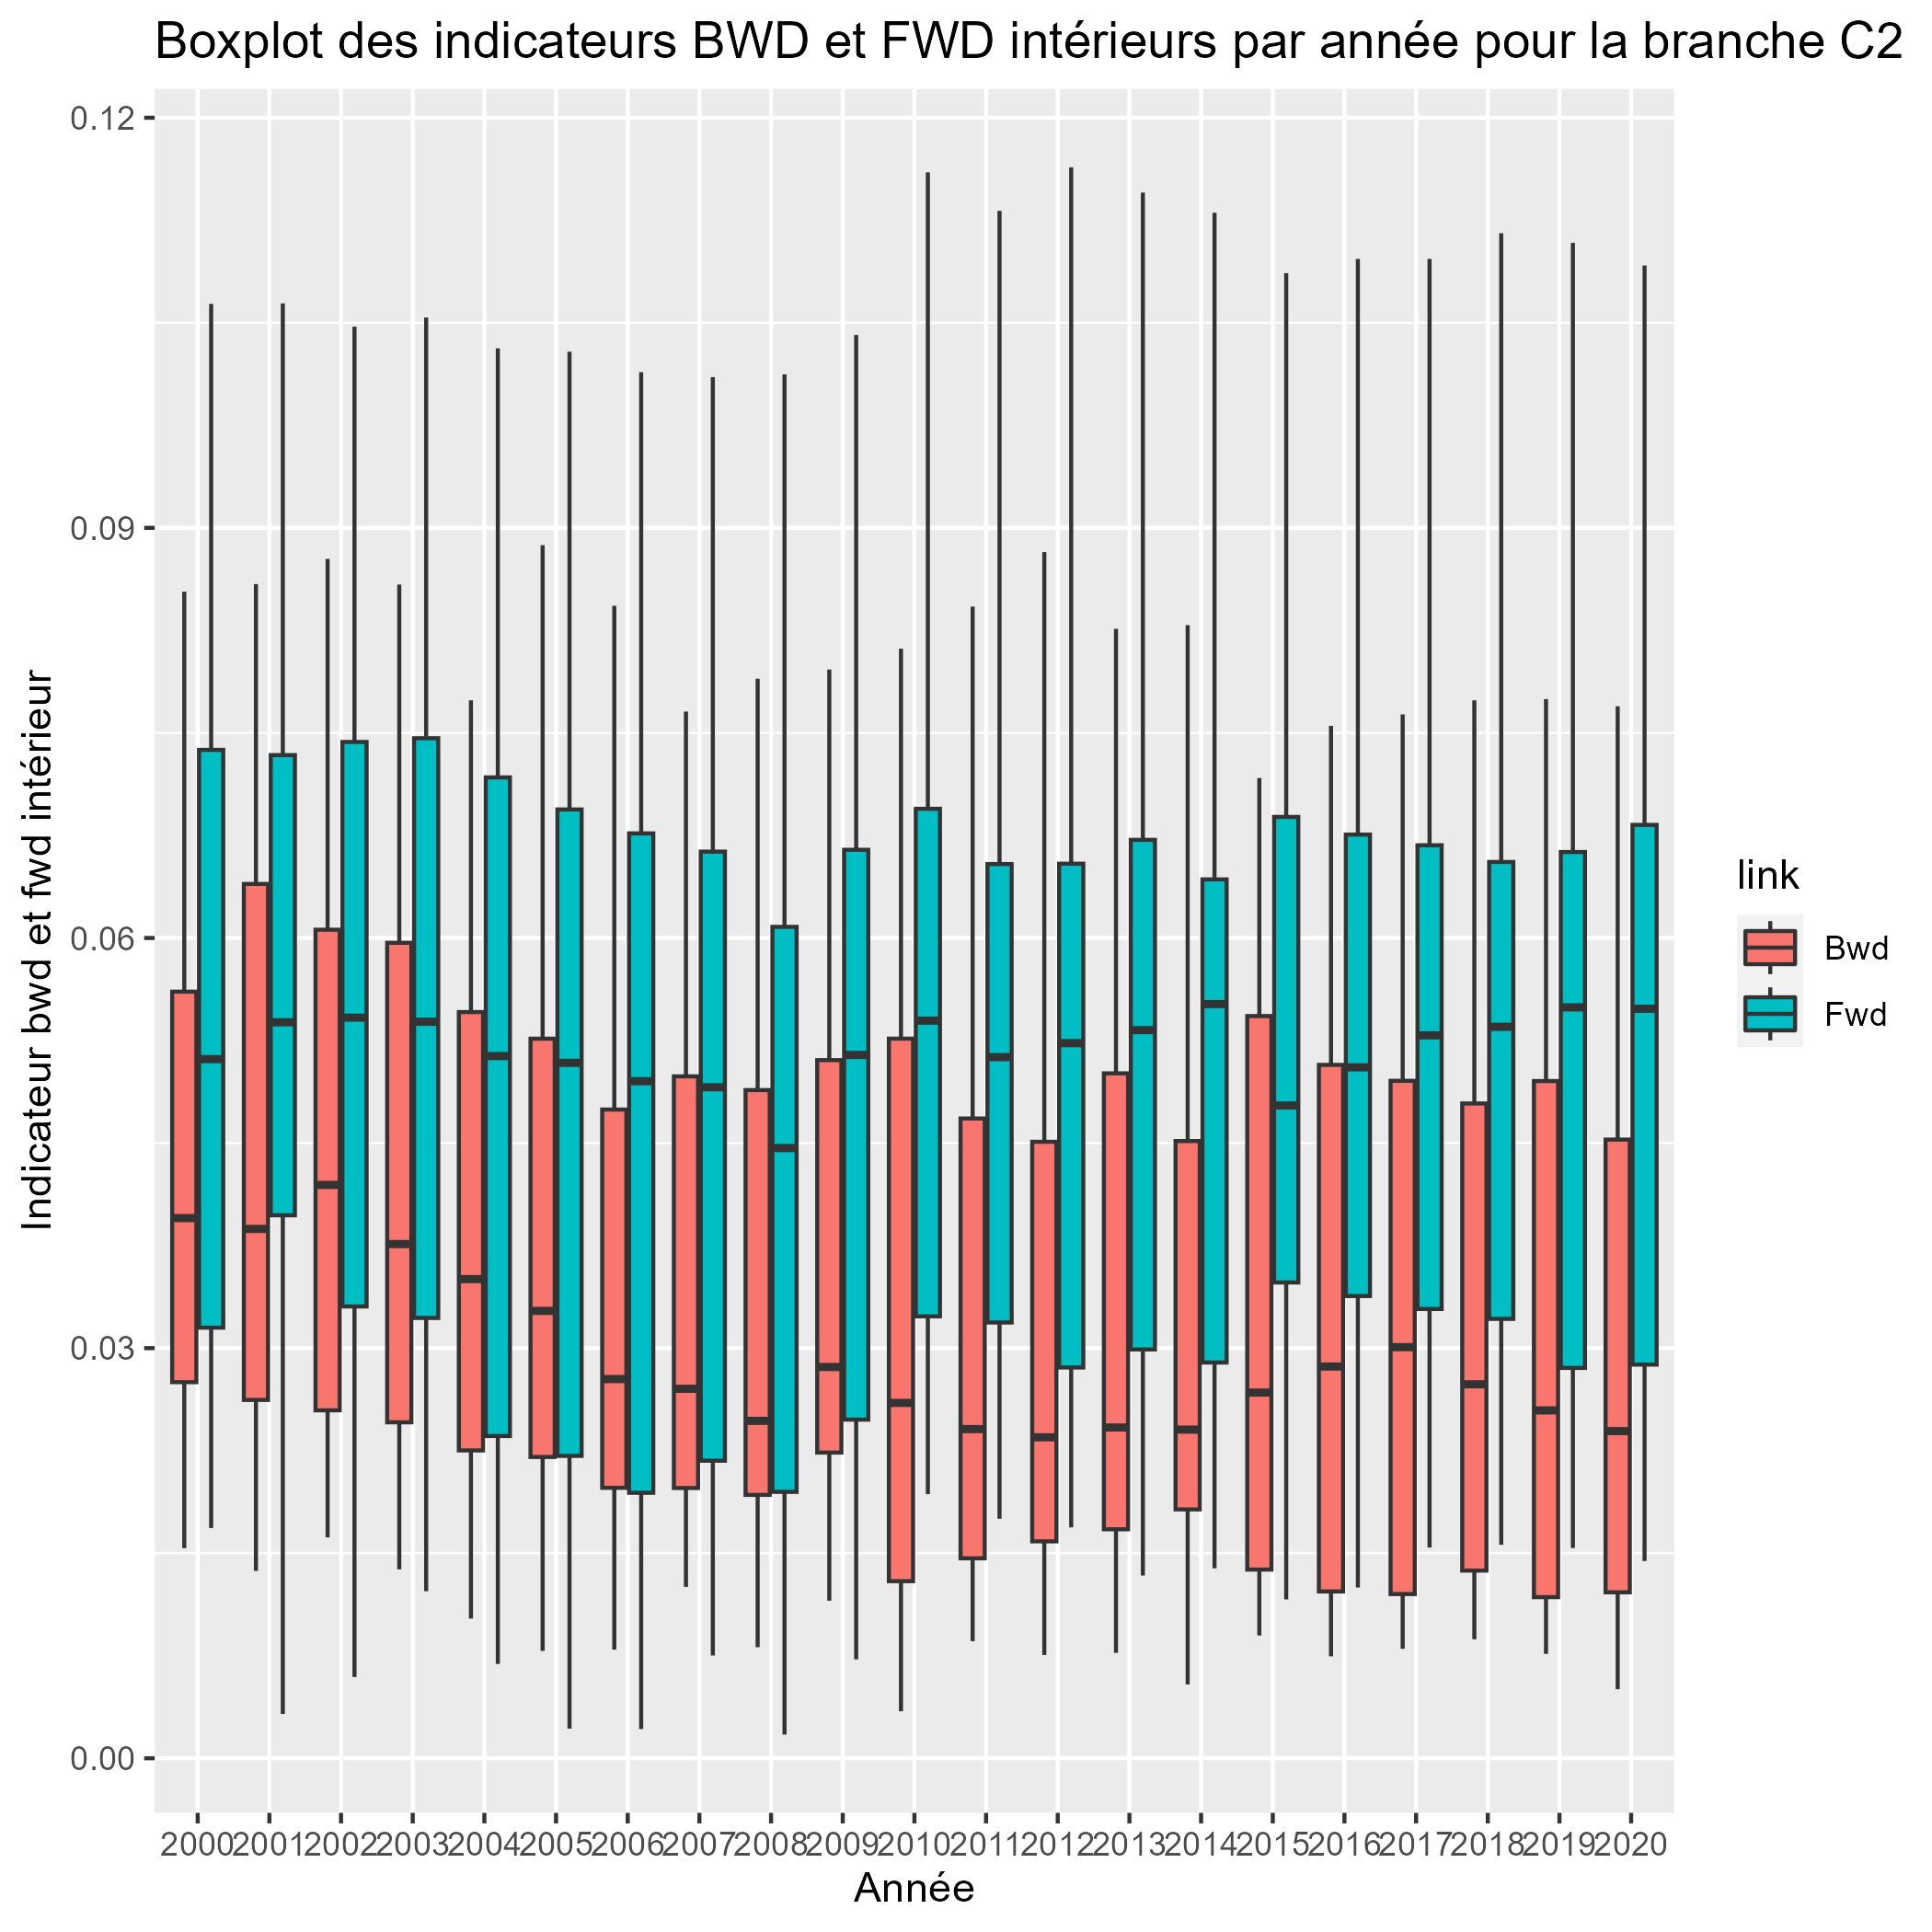 Boxplot des indicateurs BWD et FWD intérieurs par année pour la branche C2
Indicateur bwd et fwd intérieur
0.12
0.09
0.06
0.03
0.00
2000 2001 2002 2003 2004 2005 2006 2007 2008 2009 2010 2011 2012 2013 2014 2015 2016 2017 2018 2019 2020
Année
link
Bwd
Fwd